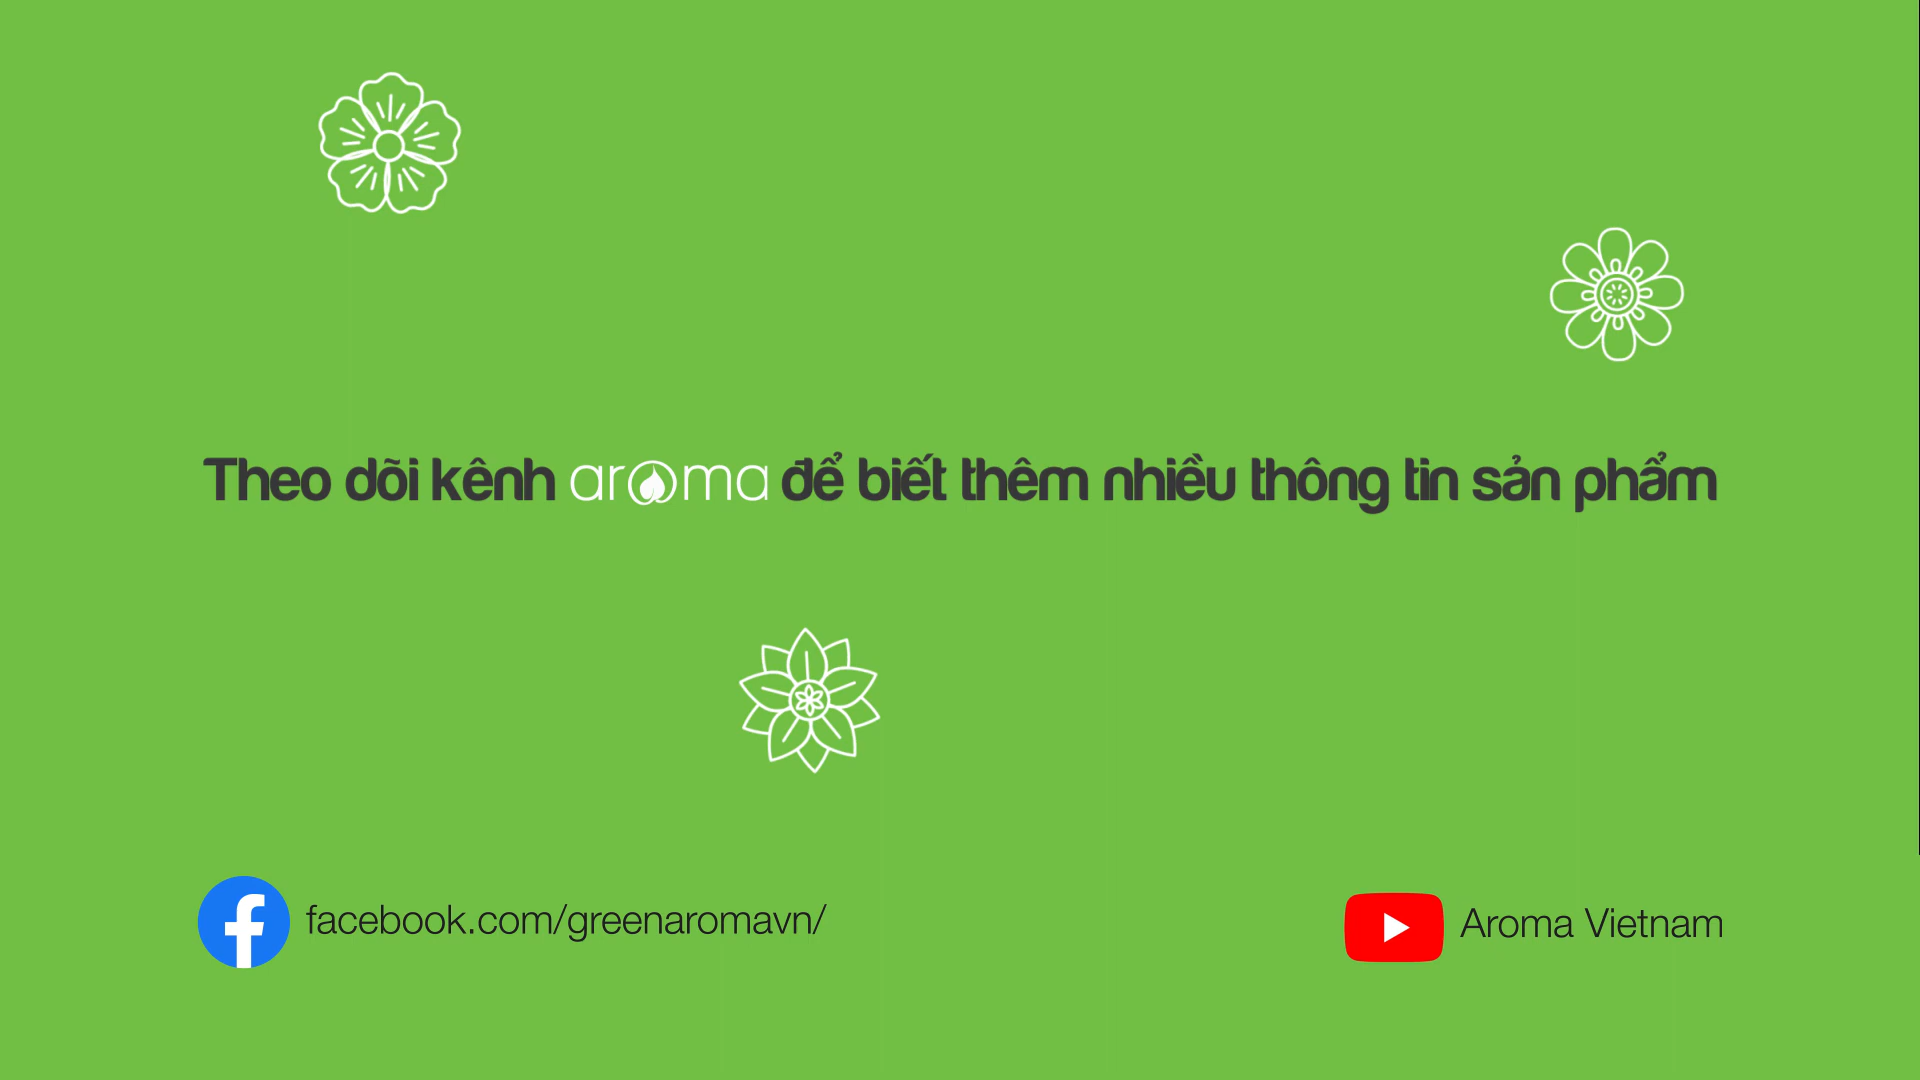 Theo dõi kênh aroma để biết thêm nhiều thông tin sản phẩm
facebook.com/greenaromavn/
Aroma Vietnam